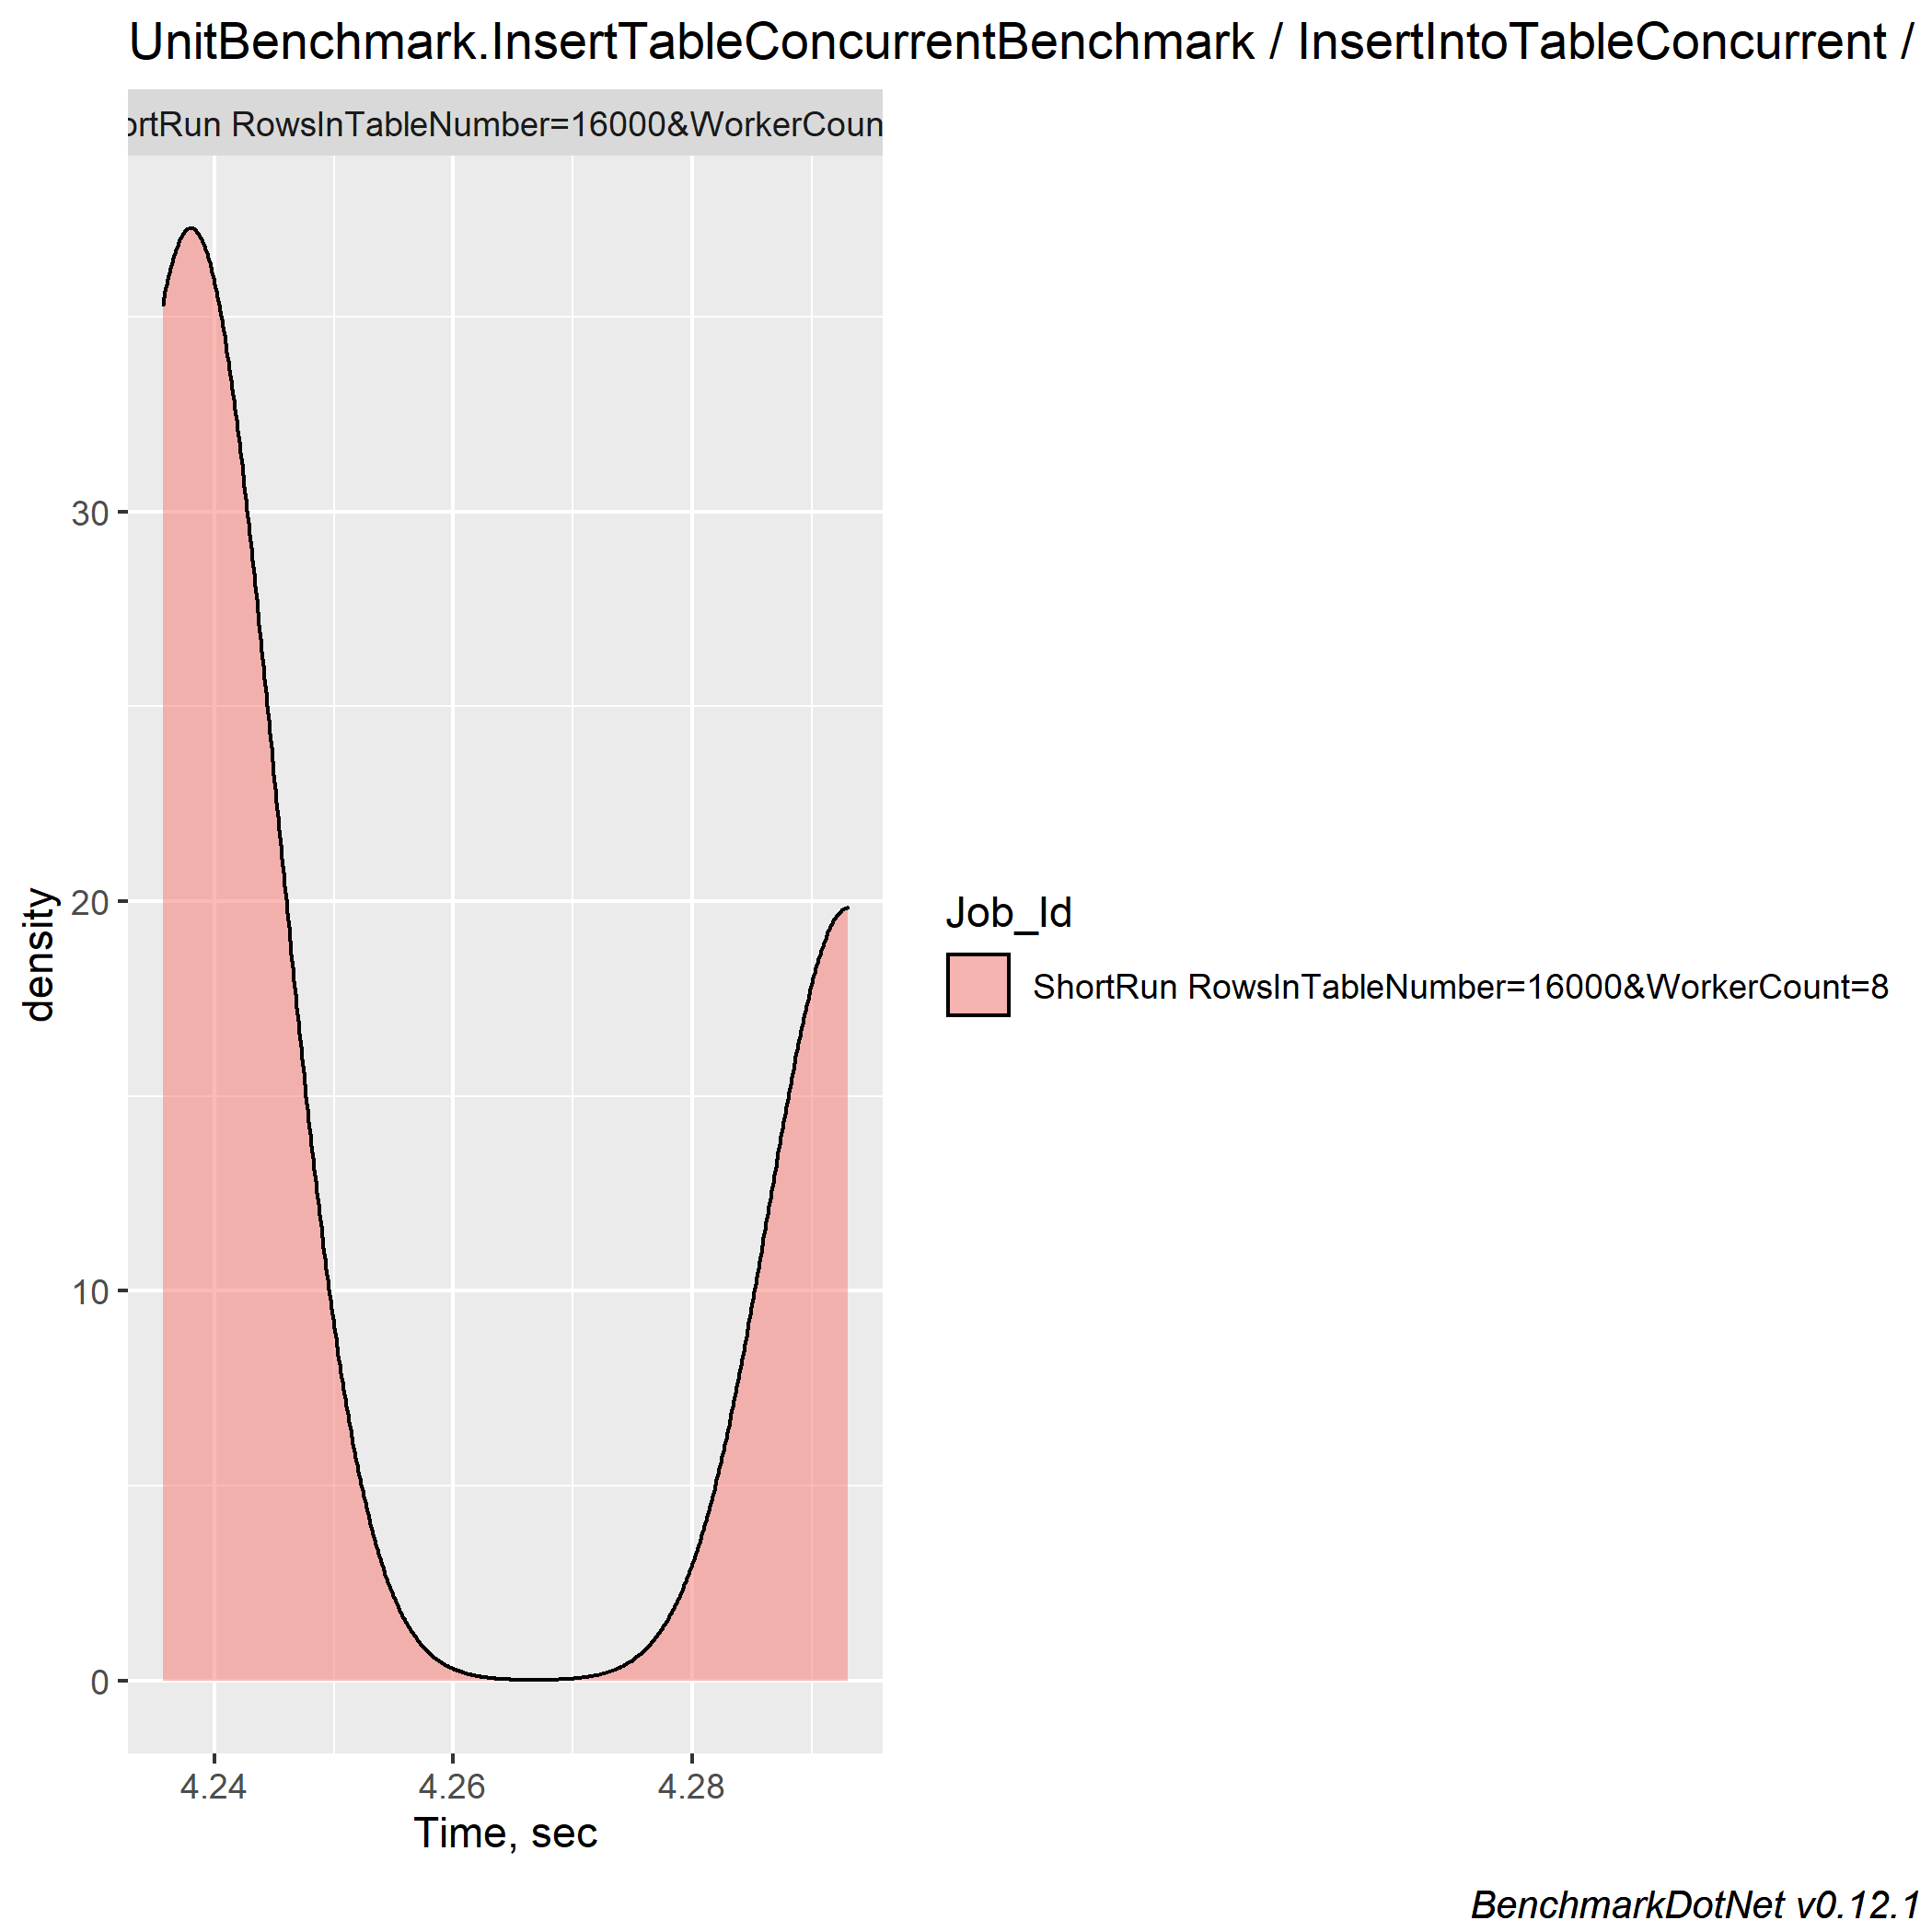 UnitBenchmark.InsertTableConcurrentBenchmark / InsertIntoTableConcurrent /
ortRun RowsInTableNumber=16000&WorkerCoun
30
20
10
0
density
4.24 4.26 4.28
Time, sec
Job_Id
ShortRun RowsInTableNumber=16000&WorkerCount=8
BenchmarkDotNet v0.12.1